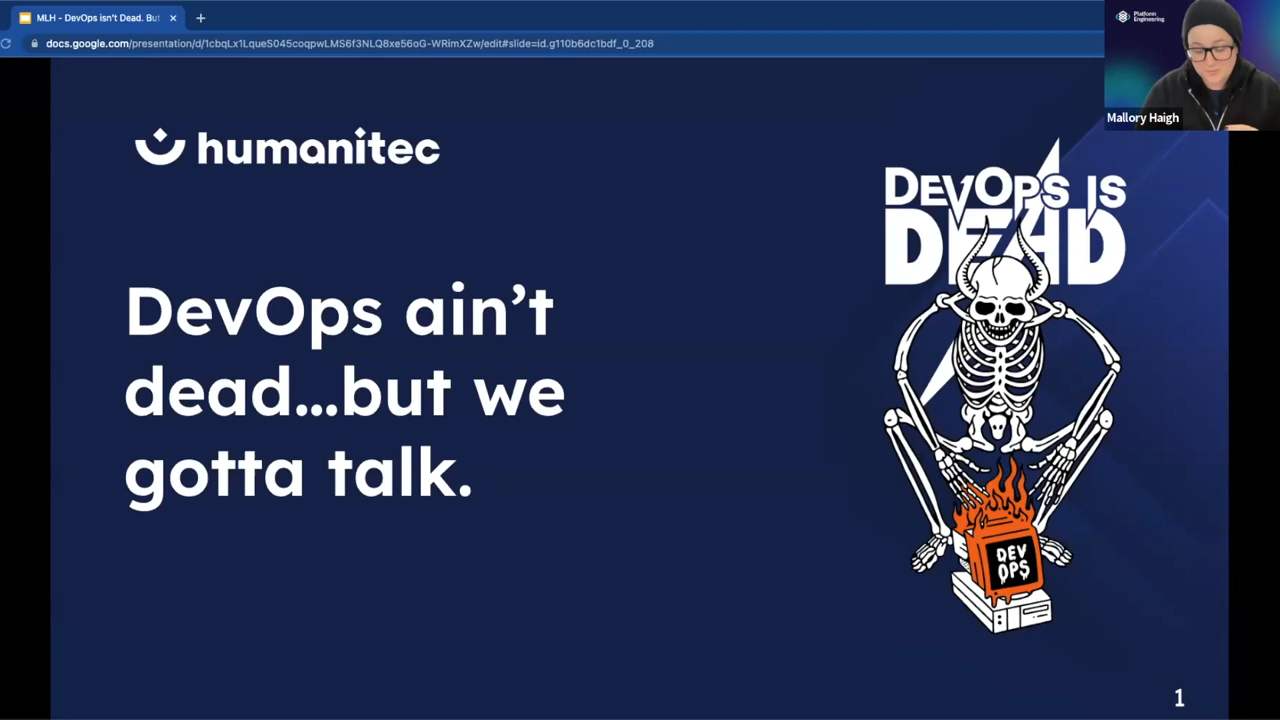 MLH - DevOps isn't Dead. But
docs.google.com/presentation/d/1cbqLx1LqueS045coqpwLMS6f3NLQ8xe56oG-WRimXZw/edit#slide=id.g110b6dc1bdf_0_208
Platform
Engineering
Mallory Haigh
humanitec
DEVOPS IS
DEAD
DevOps ain't
dead...but we
gotta talk.
DEV
OPS
1